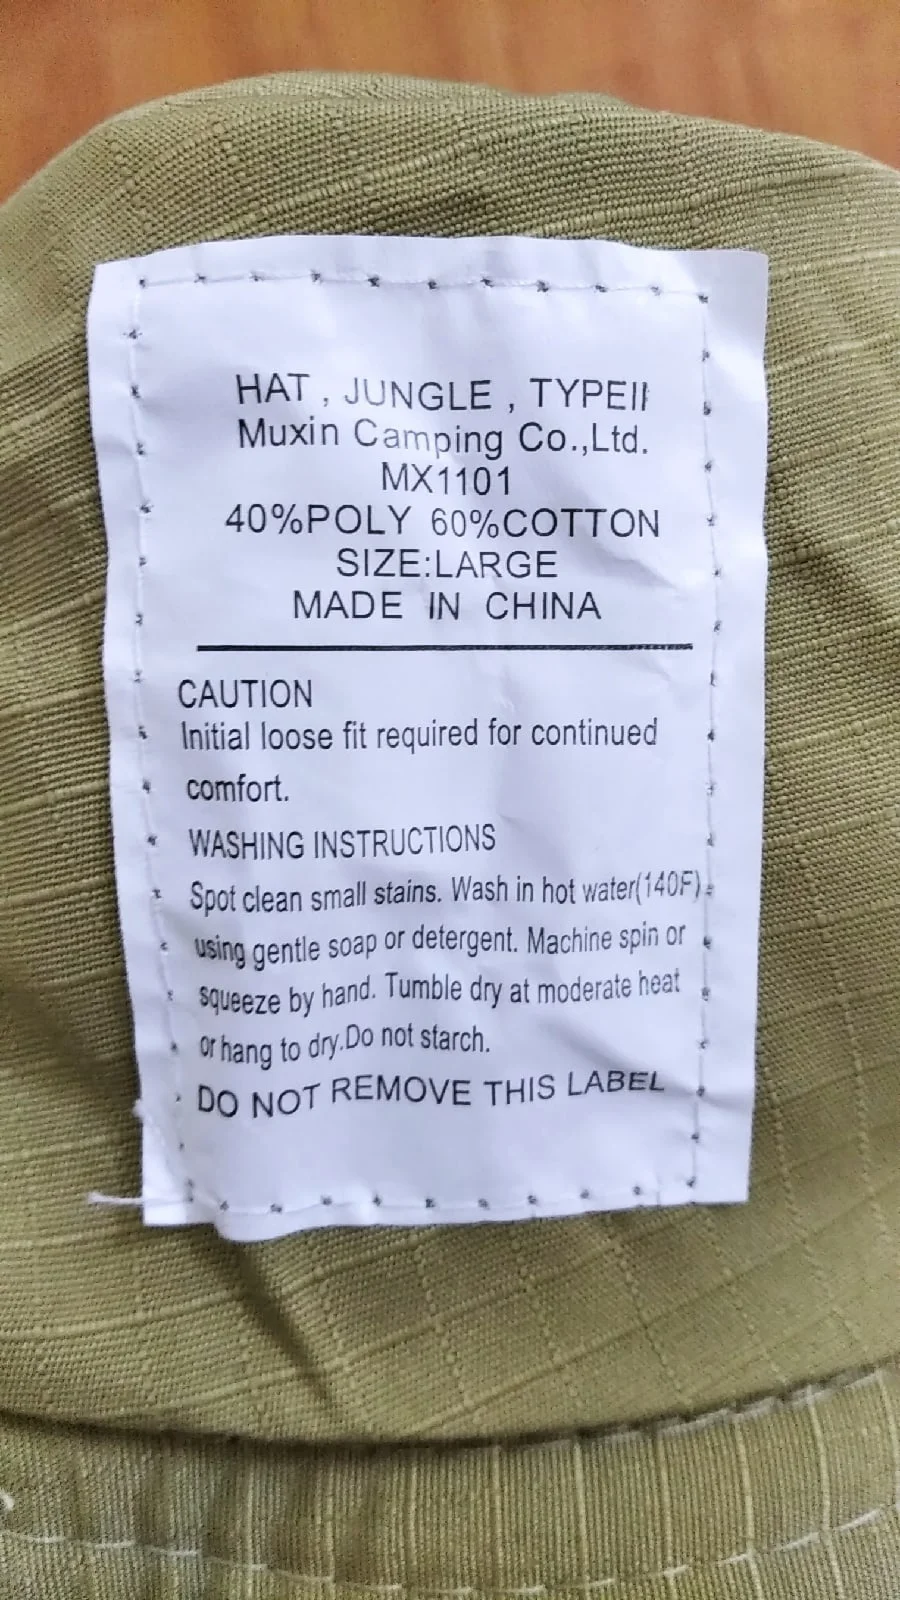 HAT , JUNGLE , TYPEII
Muxin Camping Co.,Ltd.
MX1101
40%POLY 60%COTTON
SIZE:LARGE
MADE IN CHINA
CAUTION
Initial loose fit required for continued
comfort.
WASHING INSTRUCTIONS
Spot clean small stains. Wash in hot water(140F).
using gentle soap or detergent. Machine spin or
squeeze by hand. Tumble dry at moderate heat
or hang to dry.Do not starch.
DO NOT REMOVE THIS LABEL